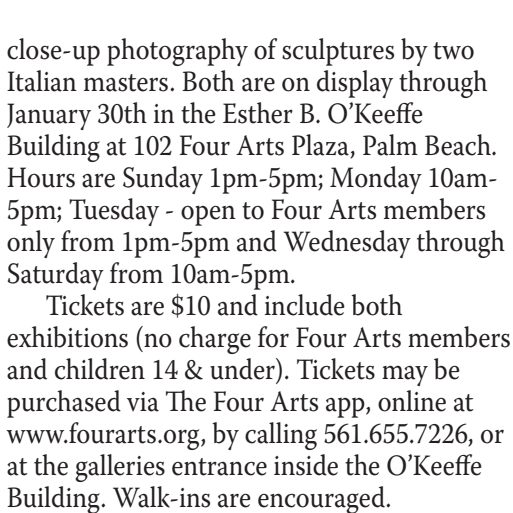 close-up photography of sculptures by two
Italian masters. Both are on display through
January 30th in the Esther B. O’Keeffe
Building at 102 Four Arts Plaza, Palm Beach.
Hours are Sunday 1pm-5pm; Monday 10am-
5pm; Tuesday - open to Four Arts members
only from 1pm-5pm and Wednesday through
Saturday from 10am-5pm.
Tickets are $10 and include both
exhibitions (no charge for Four Arts members
and children 14 & under). Tickets may be
purchased via The Four Arts app, online at
www.fourarts.org, by calling 561.655.7226, or
at the galleries entrance inside the O’Keeffe
Building. Walk-ins are encouraged.